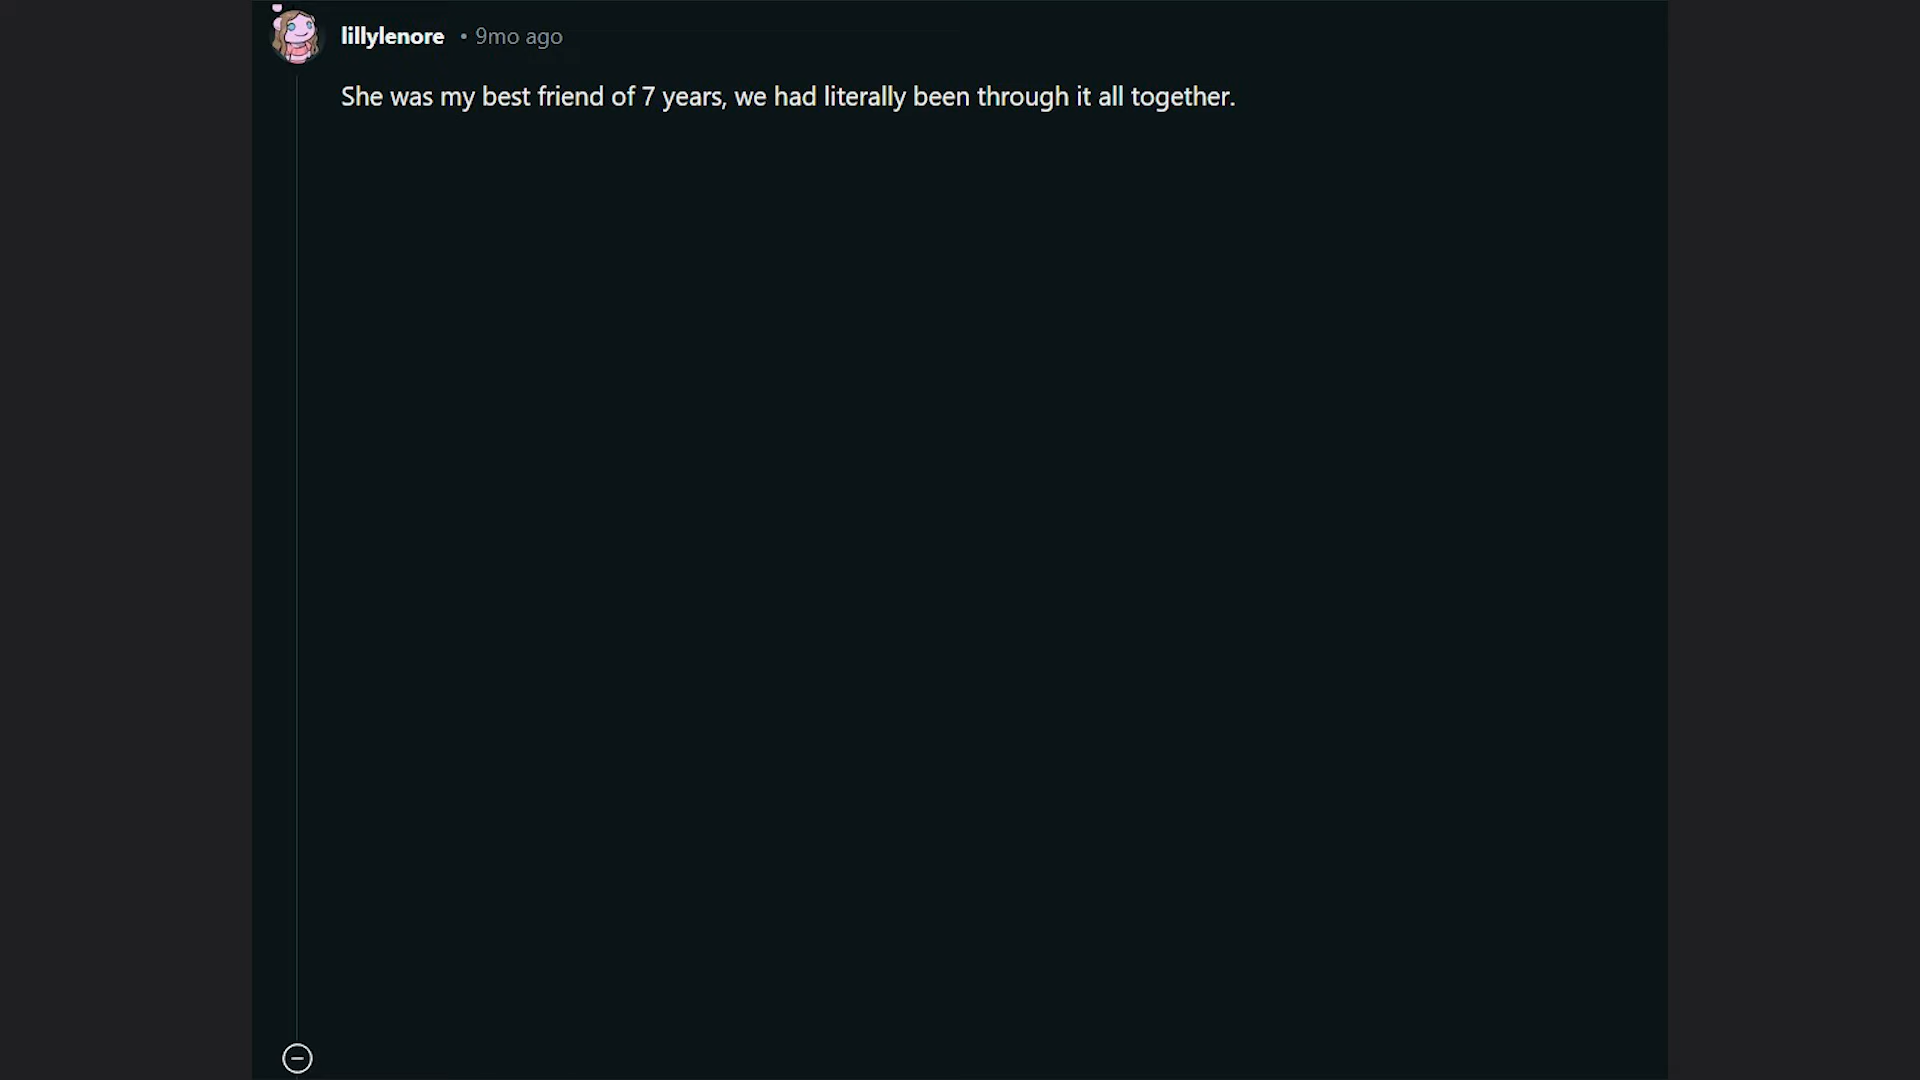 lillylenore • 9mo ago
She was my best friend of 7 years, we had literally been through it all together.